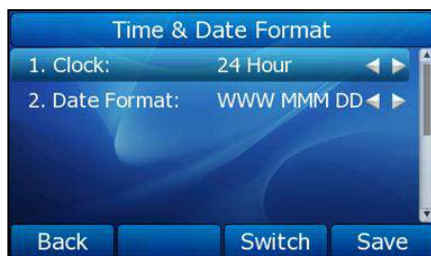 Time & Date Format
1. Clock: 24 Hour
2. Date Format: WWW MMM DD
Back Switch Save